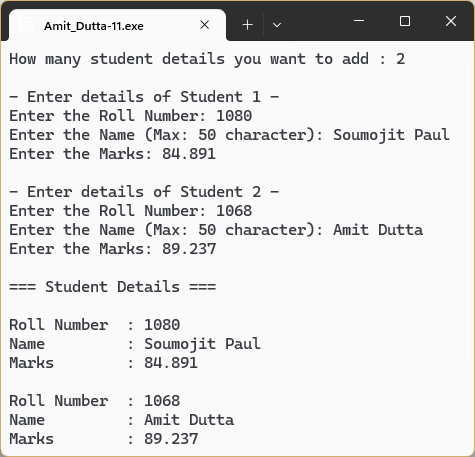 Amit_Dutta-11.exe
How many student details you want to add : 2
− Enter details of Student 1 −
Enter the Roll Number: 1080
Enter the Name (Max: 50 character): Soumojit Paul
Enter the Marks: 84.891
− Enter details of Student 2 −
Enter the Roll Number: 1068
Enter the Name (Max: 50 character): Amit Dutta
Enter the Marks: 89.237
=== Student Details ===
Roll Number  : 1080
Name         : Soumojit Paul
Marks        : 84.891
Roll Number  : 1068
Name         : Amit Dutta
Marks        : 89.237